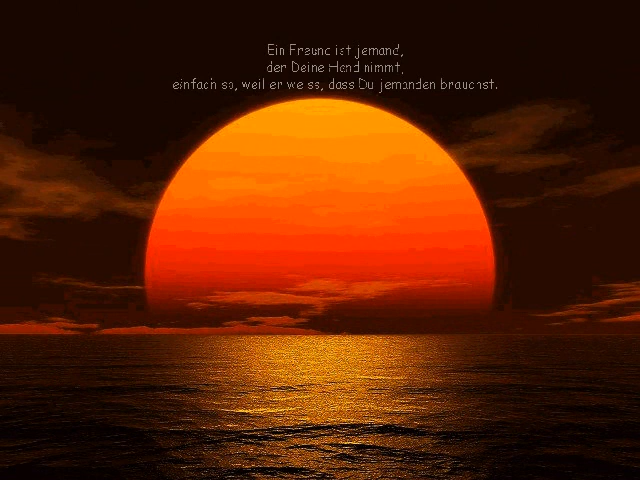 Ein Freund ist jemand,
der Deine Hand nimmt,
einfach so, weil er weiss, dass Du jemanden brauchst.